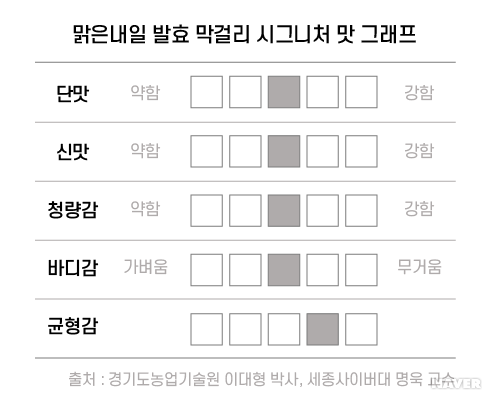 맑은내일 발효 막걸리 시그니처 맛 그래프
단맛 약함 강함
신맛 약함 강함
청량감 약함 강함
바디감 가벼움 무거움
균형감
출처 : 경기도농업기술원 이대형 박사, 세종사이버대 명욱 교수
NAVER